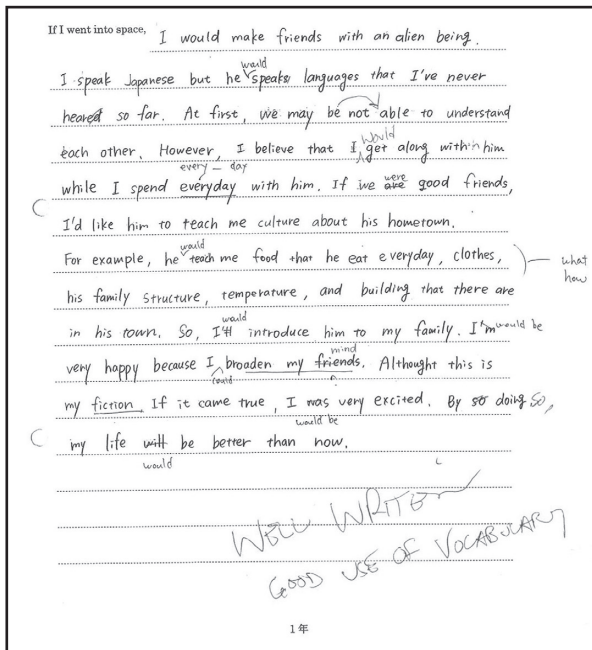 If I went into space, I would make friends with an alien being.
would
I speak Japanese but he speaks languages that I've never
heared so far. At first, we may be not able to understand
would
each other. However, I believe that I get along with him
every - day
were
while I spend everyday with him. If we are good friends,
I'd like him to teach me culture about his hometown.
would
For example, he teach me food that he eat everyday, clothes,
what
how
his family structure, temperature, and building that there are
would
in his town. So, I'll introduce him to my family. I'm would be
mind
very happy because I broaden my friends. Althought this is
could
my fiction. If it came true, I was very excited. By so doing so,
would be
my life will be better than now.
would
WELL WRITEN
GOOD USE OF VOCABULARY
1年